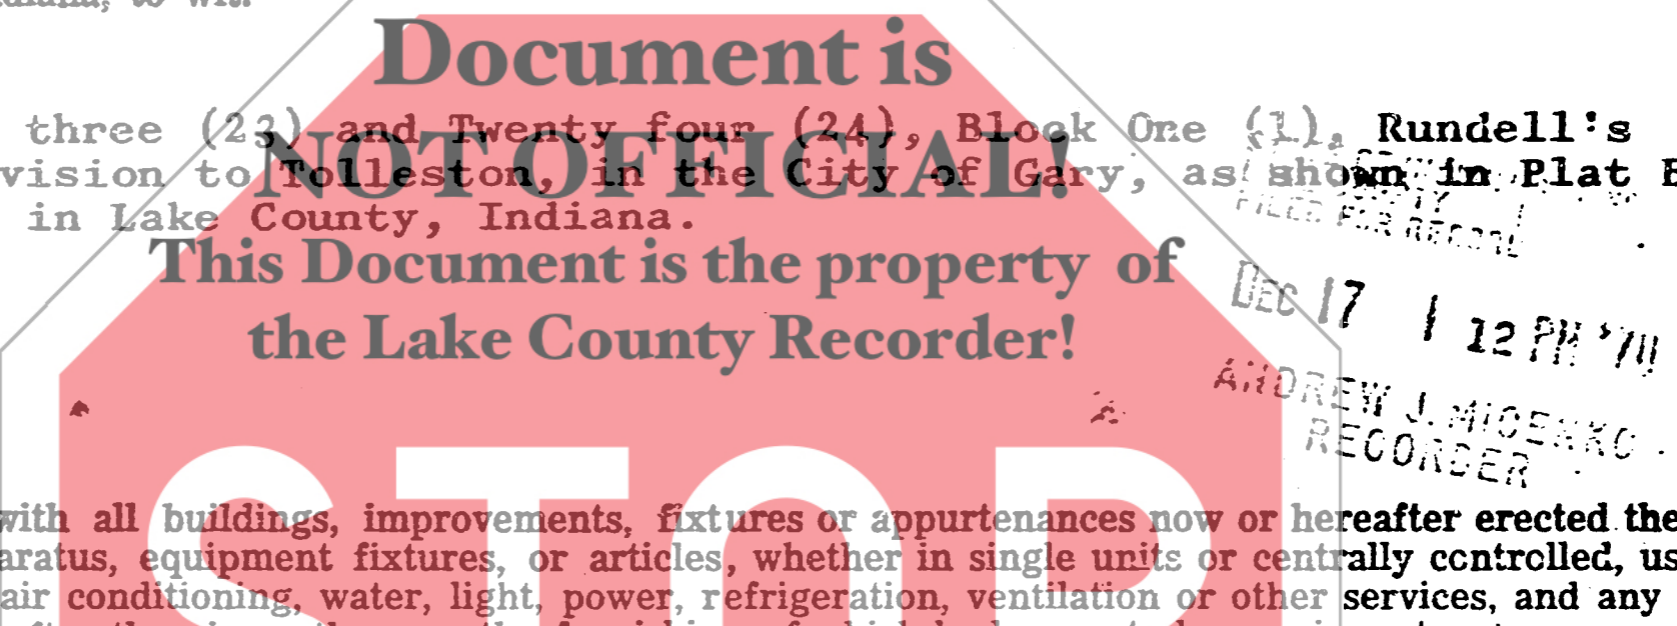 Document is
three (23) and Twenty four (24), Block One (1), Rundell's
NOT OFFICIAL!
vision to Tolleston, in the City of Gary, as shown in Plat
in Lake County, Indiana.
FILED FOR RECORD
This Document is the property of
DEC 17 1 12 PM '70
the Lake County Recorder!
ANDREW J. MICENKO
RECORDER
STOP
with all buildings, improvements, fixtures or appurtenances now or hereafter erected
aratus, equipment fixtures, or articles, whether in single units or centrally controlled,
air conditioning, water, light, power, refrigeration, ventilation or other services, and any